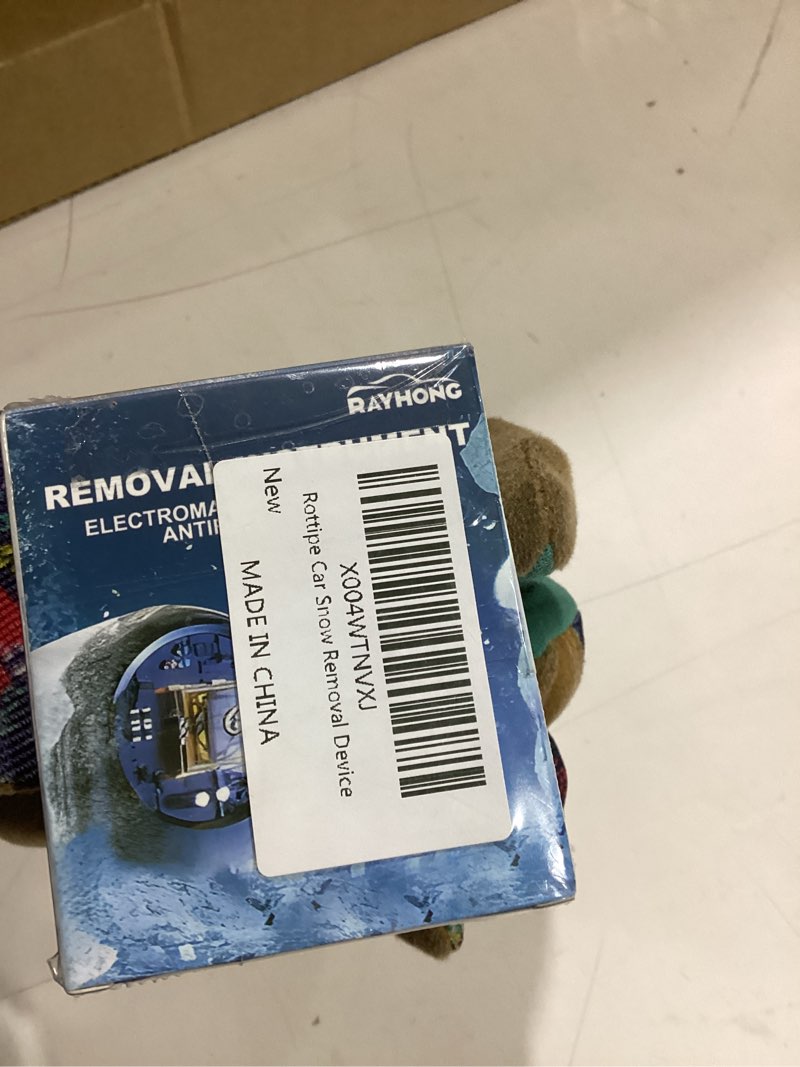 RAYHONG
REMOVAL
ELECTROMA
ANTI
X004WTNVXJ
Rottipe Car Snow Removal Device
New
MADE IN CHINA